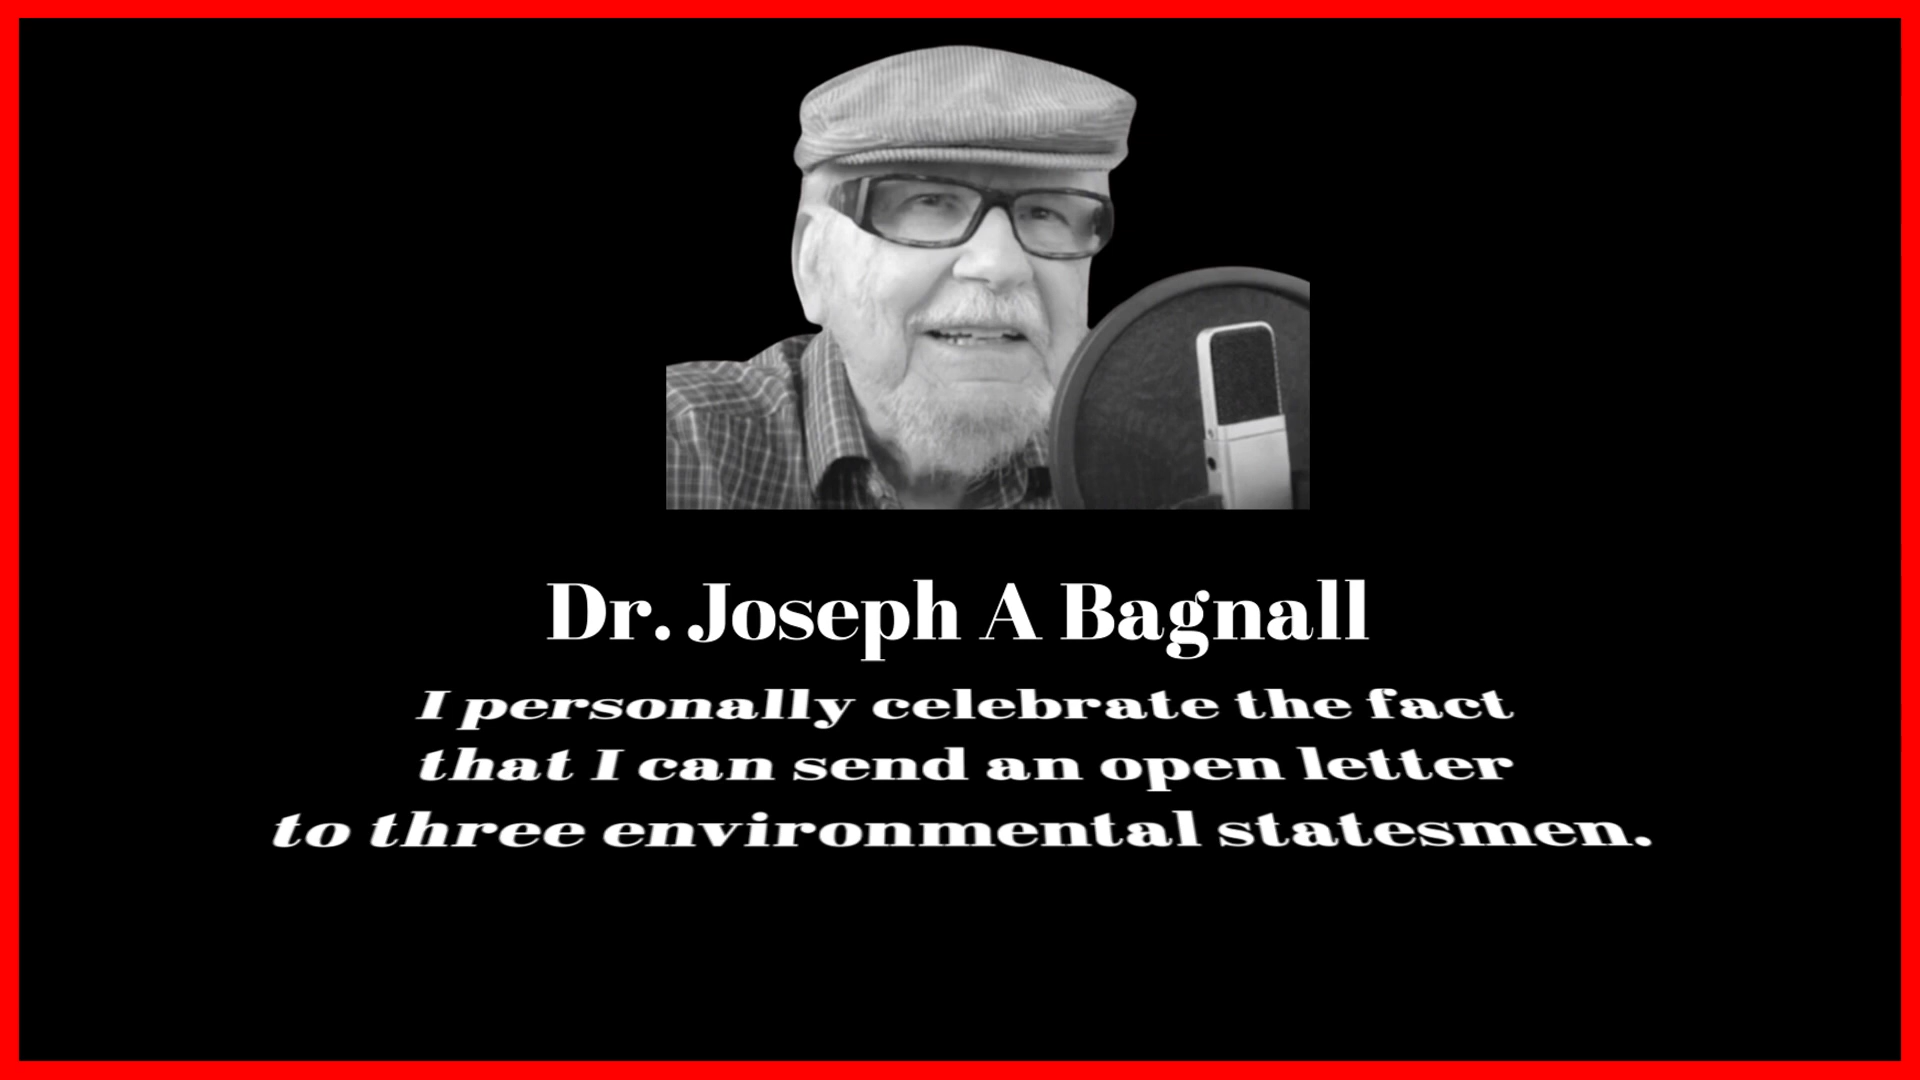 Dr. Joseph A Bagnall
I personally celebrate the fact
that I can send an open letter
to three environmental statesmen.